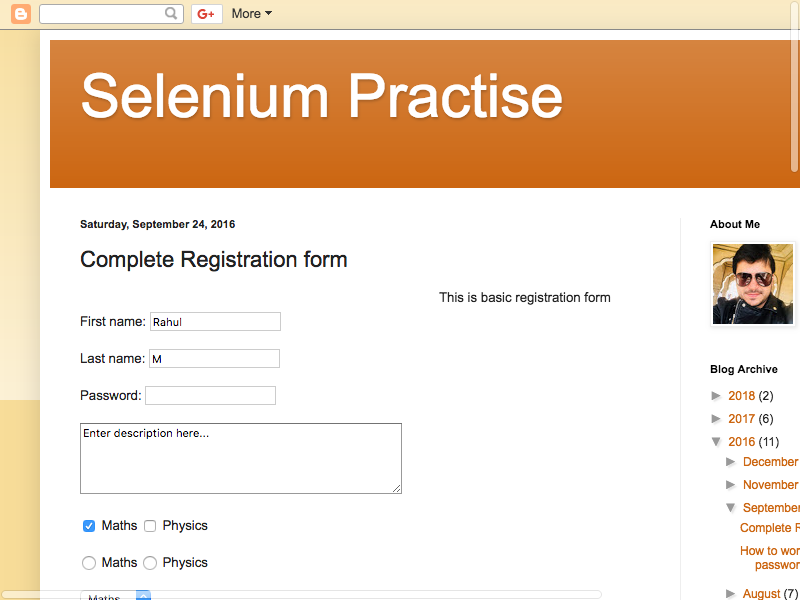 G+ More
Selenium Practise
Saturday, September 24, 2016
Complete Registration form
This is basic registration form
First name: Rahul
Last name: M
Password:
Enter description here...
Maths Physics
Maths Physics
Maths
About Me
Blog Archive
► 2018 (2)
► 2017 (6)
▼ 2016 (11)
► December
► November
▼ September
Complete R
How to wor
passwor
► August (7)